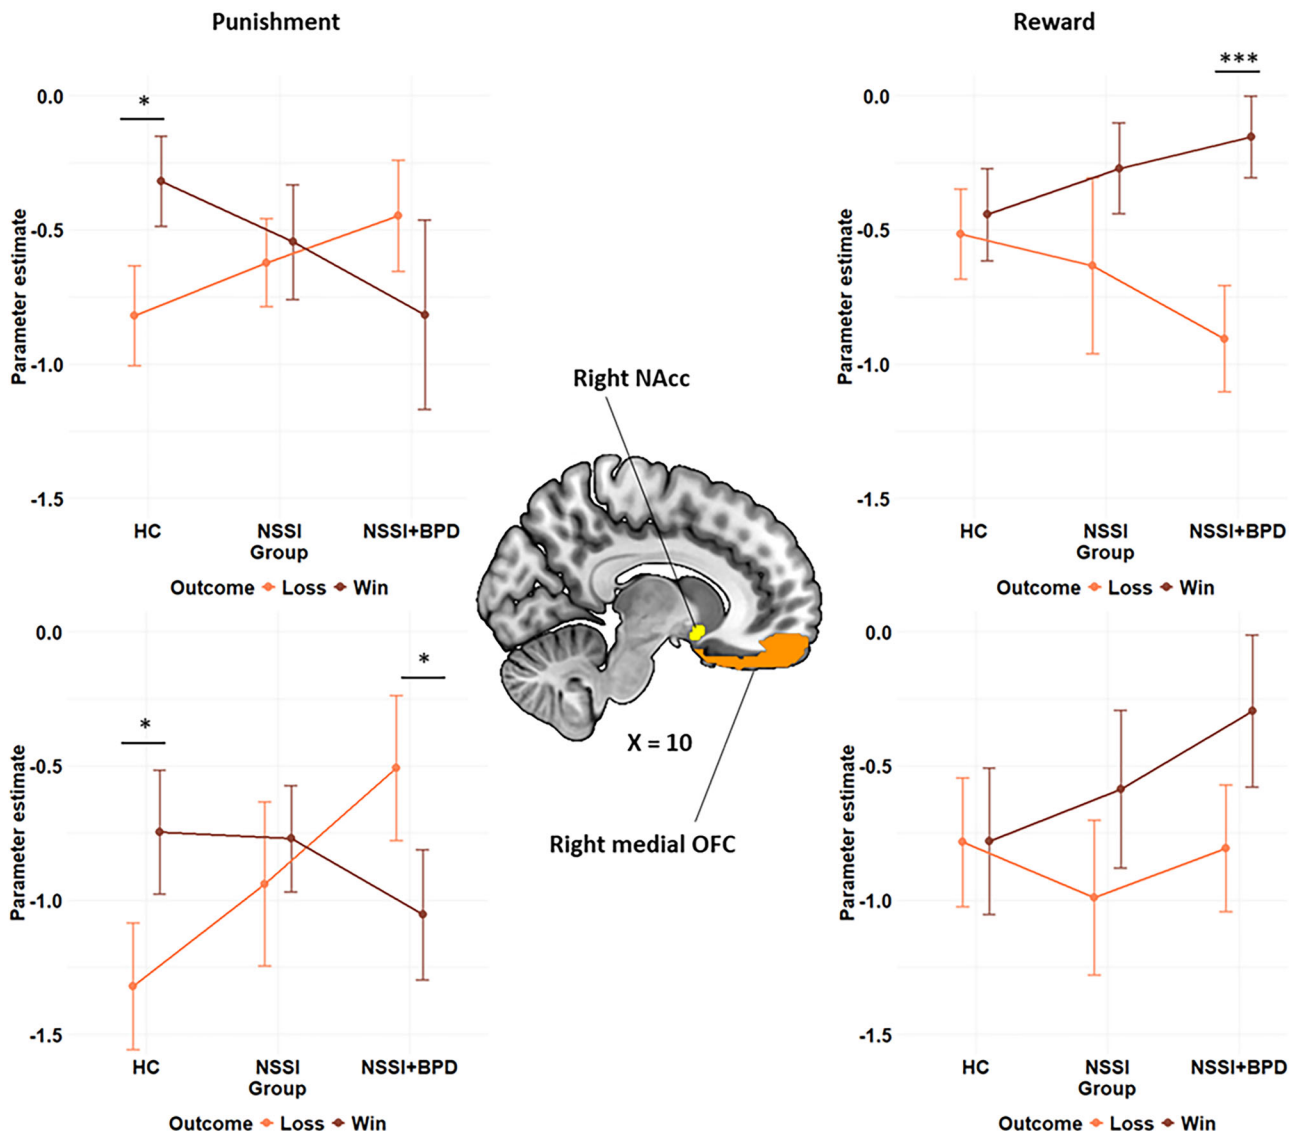 Punishment
Reward
*
***
0.0
-0.5
-1.0
-1.5
Parameter estimate
HC
NSSI
NSSI+BPD
Group
Outcome Loss Win
0.0
-0.5
-1.0
-1.5
Parameter estimate
HC
NSSI
NSSI+BPD
Group
Outcome Loss Win
Right NAcc
X = 10
Right medial OFC
*
*
0.0
-0.5
-1.0
-1.5
Parameter estimate
HC
NSSI
NSSI+BPD
Group
Outcome Loss Win
0.0
-0.5
-1.0
-1.5
Parameter estimate
HC
NSSI
NSSI+BPD
Group
Outcome Loss Win